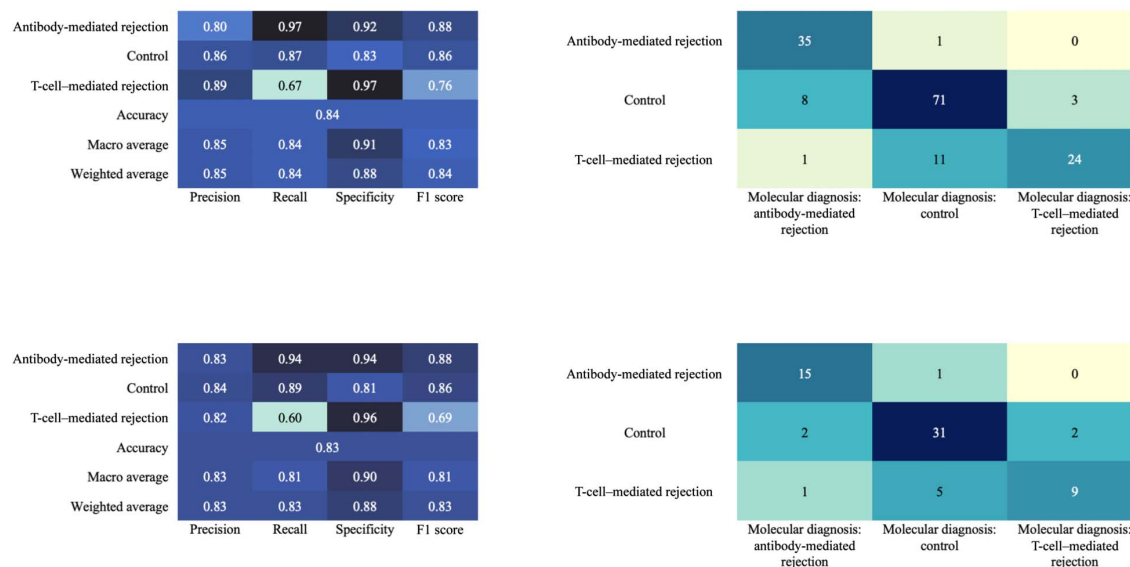 Antibody-mediated rejection 0.80 0.97 0.92 0.88
Control 0.86 0.87 0.83 0.86
T-cell–mediated rejection 0.89 0.67 0.97 0.76
Accuracy 0.84
Macro average 0.85 0.84 0.91 0.83
Weighted average 0.85 0.84 0.88 0.84
Precision Recall Specificity F1 score
Antibody-mediated rejection 35 1 0
Control 8 71 3
T-cell–mediated rejection 1 11 24
Molecular diagnosis: Molecular diagnosis: Molecular diagnosis:
antibody-mediated control T-cell–mediated
rejection rejection
Antibody-mediated rejection 0.83 0.94 0.94 0.88
Control 0.84 0.89 0.81 0.86
T-cell–mediated rejection 0.82 0.60 0.96 0.69
Accuracy 0.83
Macro average 0.83 0.81 0.90 0.81
Weighted average 0.83 0.83 0.88 0.83
Precision Recall Specificity F1 score
Antibody-mediated rejection 15 1 0
Control 2 31 2
T-cell–mediated rejection 1 5 9
Molecular diagnosis: Molecular diagnosis: Molecular diagnosis:
antibody-mediated control T-cell–mediated
rejection rejection